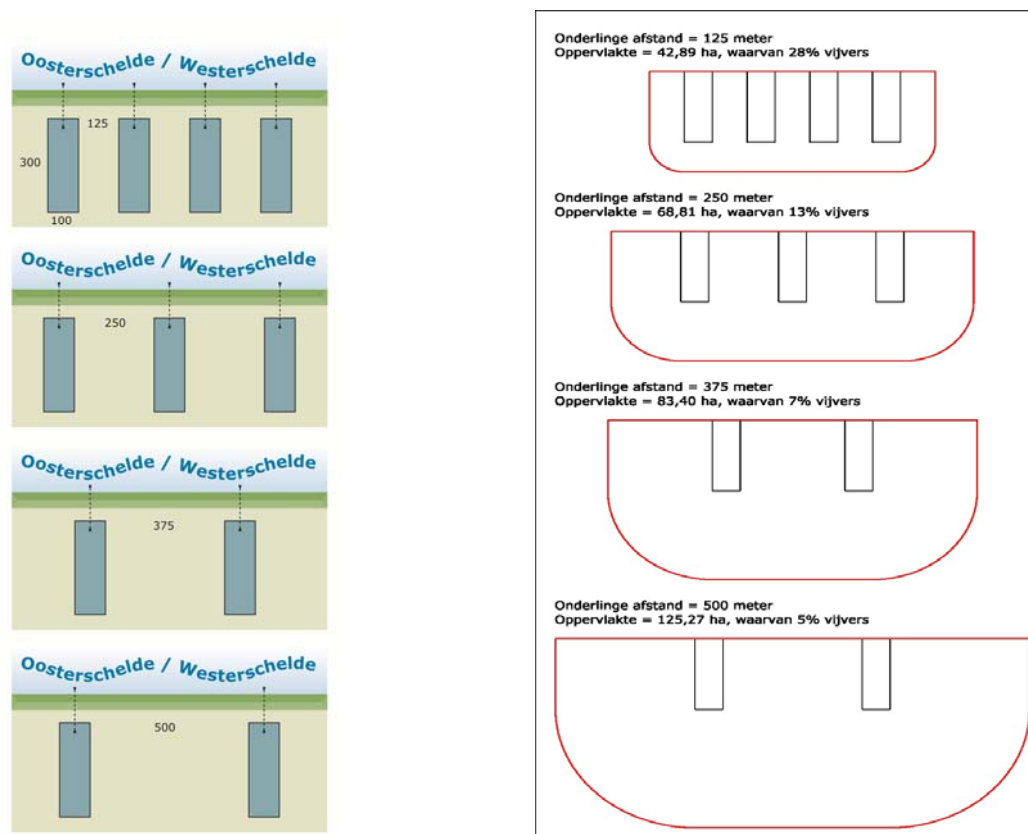 Oosterschelde / Westerschelde
125
300
100
Oosterschelde / Westerschelde
250
Oosterschelde / Westerschelde
375
Oosterschelde / Westerschelde
500
Onderlinge afstand = 125 meter
Oppervlakte = 42,89 ha, waarvan 28% vijvers
Onderlinge afstand = 250 meter
Oppervlakte = 68,81 ha, waarvan 13% vijvers
Onderlinge afstand = 375 meter
Oppervlakte = 83,40 ha, waarvan 7% vijvers
Onderlinge afstand = 500 meter
Oppervlakte = 125,27 ha, waarvan 5% vijvers